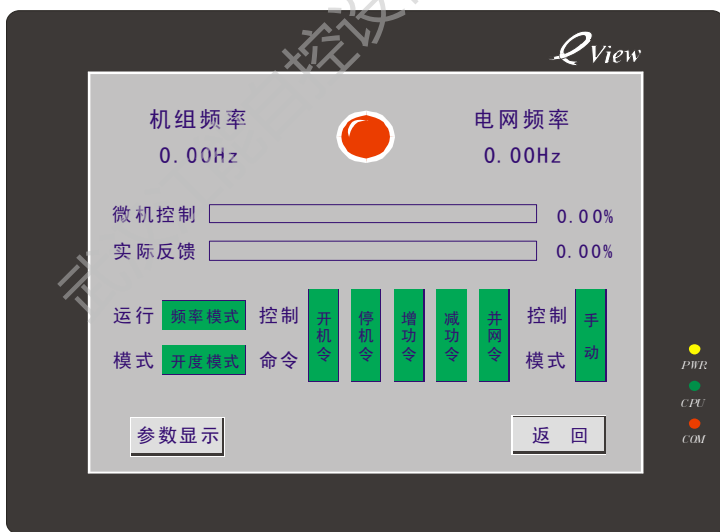 eView
机组频率
电网频率
0.00Hz
0.00Hz
微机控制
0.00%
实际反馈
0.00%
运行
频率模式
控制
开机令
停机令
增功令
减功令
并网令
控制
手动
模式
开度模式
命令
模式
参数显示
返 回
PWR
CPU
COM